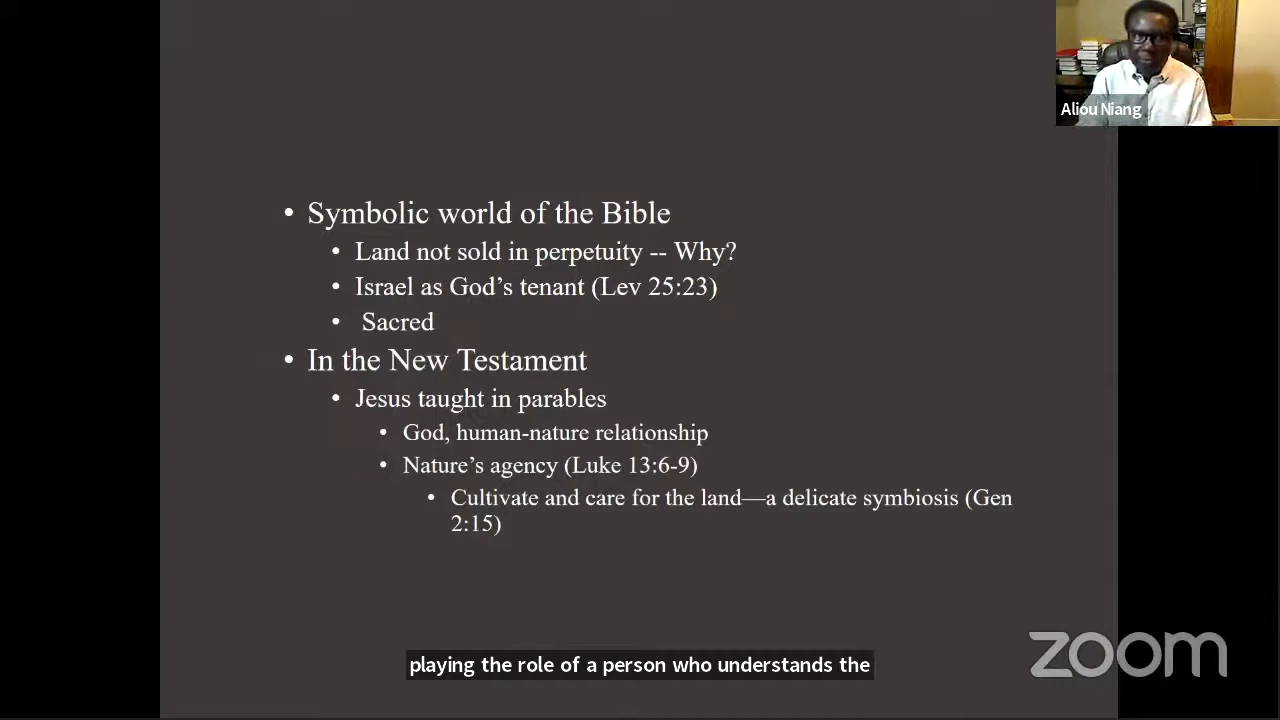 Aliou Niang
• Symbolic world of the Bible
• Land not sold in perpetuity -- Why?
• Israel as God’s tenant (Lev 25:23)
• Sacred
• In the New Testament
• Jesus taught in parables
• God, human-nature relationship
• Nature’s agency (Luke 13:6-9)
• Cultivate and care for the land—a delicate symbiosis (Gen
2:15)
playing the role of a person who understands the
zoom